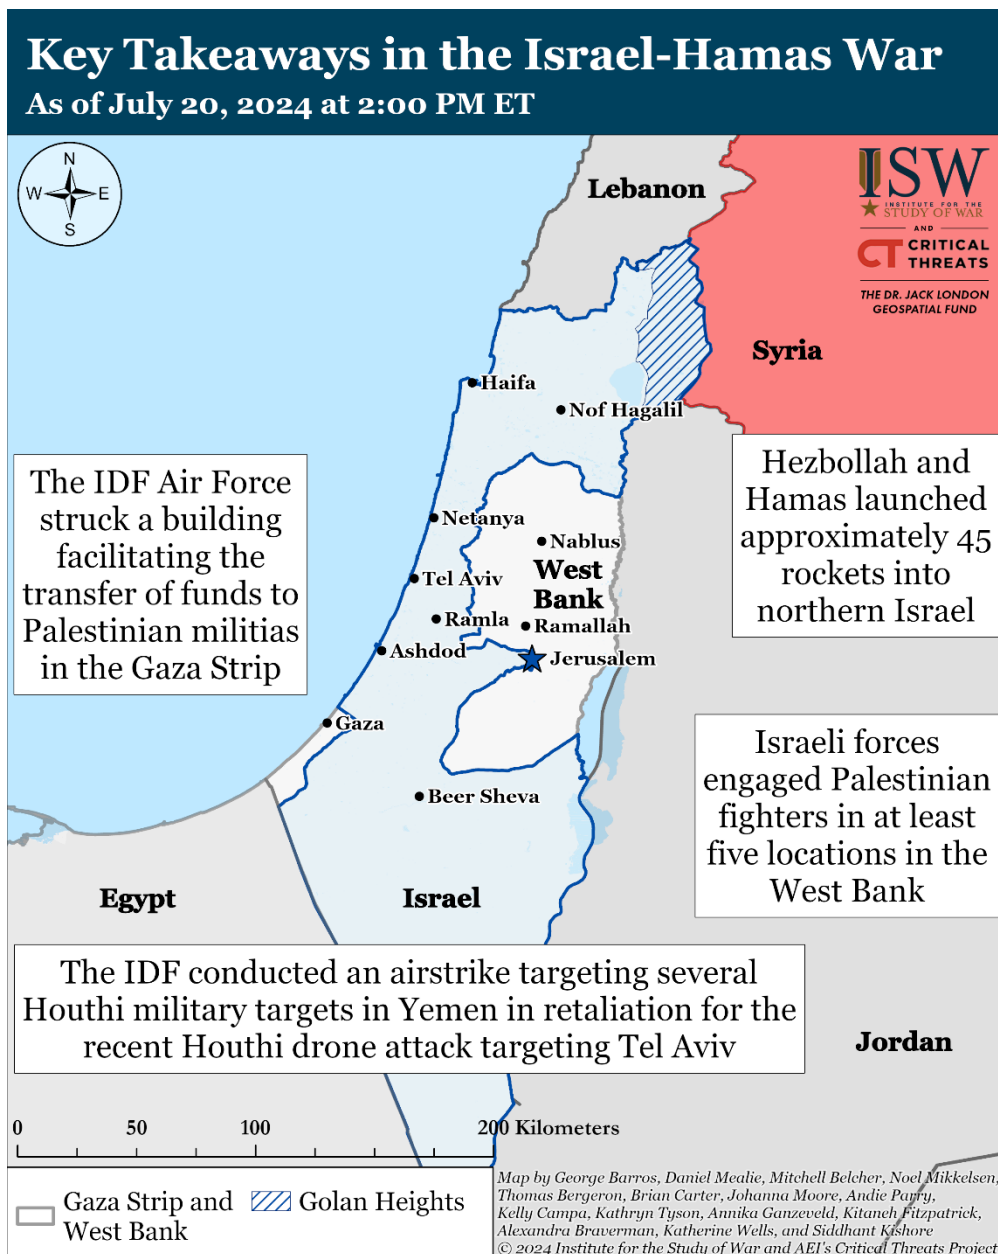 Key Takeaways in the Israel-Hamas War
As of July 20, 2024 at 2:00 PM ET
N
W
E
S
Lebanon
ISW
INSTITUTE FOR THE
STUDY OF WAR
AND
CT CRITICAL
THREATS
THE DR. JACK LONDON
GEOSPATIAL FUND
Syria
Haifa
Nof Hagalil
The IDF Air Force
struck a building
facilitating the
transfer of funds to
Palestinian militias
in the Gaza Strip
Hezbollah and
Hamas launched
approximately 45
rockets into
northern Israel
Netanya
Nablus
West
Bank
Tel Aviv
Ramla
Ramallah
Ashdod
Jerusalem
Gaza
Israeli forces
engaged Palestinian
fighters in at least
five locations in the
West Bank
Beer Sheva
Egypt
Israel
The IDF conducted an airstrike targeting several
Houthi military targets in Yemen in retaliation for the
recent Houthi drone attack targeting Tel Aviv
Jordan
0 50 100 200 Kilometers
Gaza Strip and
West Bank
Golan Heights
Map by George Barros, Daniel Mealie, Mitchell Belcher, Noel Mikkelsen,
Thomas Bergeron, Brian Carter, Johanna Moore, Andie Parry,
Kelly Campa, Kathryn Tyson, Annika Ganzeveld, Kitaneh Fitzpatrick,
Alexandra Braverman, Katherine Wells, and Siddhant Kishore
© 2024 Institute for the Study of War and AEI's Critical Threats Project